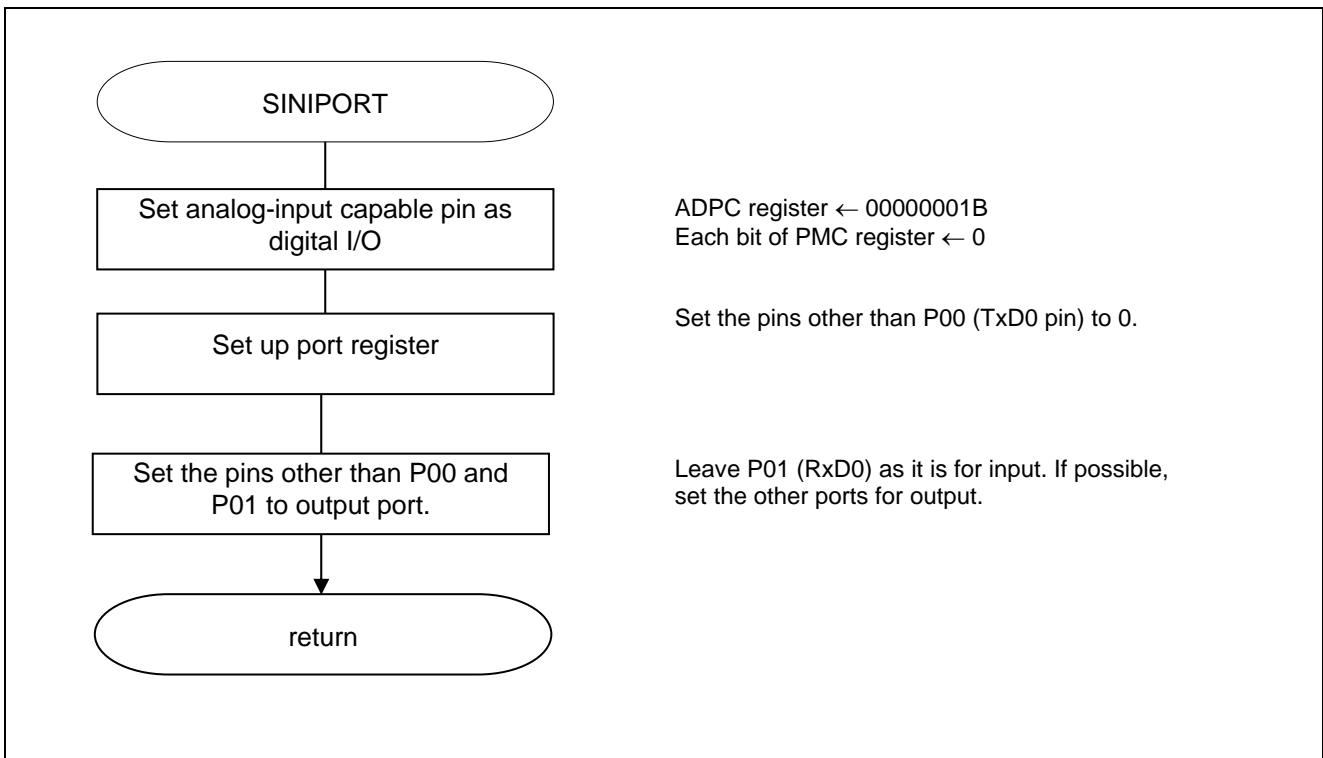 SINIPORT
Set analog-input capable pin as
digital I/O
ADPC register ← 00000001B
Each bit of PMC register ← 0
Set up port register
Set the pins other than P00 (TxD0 pin) to 0.
Set the pins other than P00 and
P01 to output port.
Leave P01 (RxD0) as it is for input. If possible,
set the other ports for output.
return